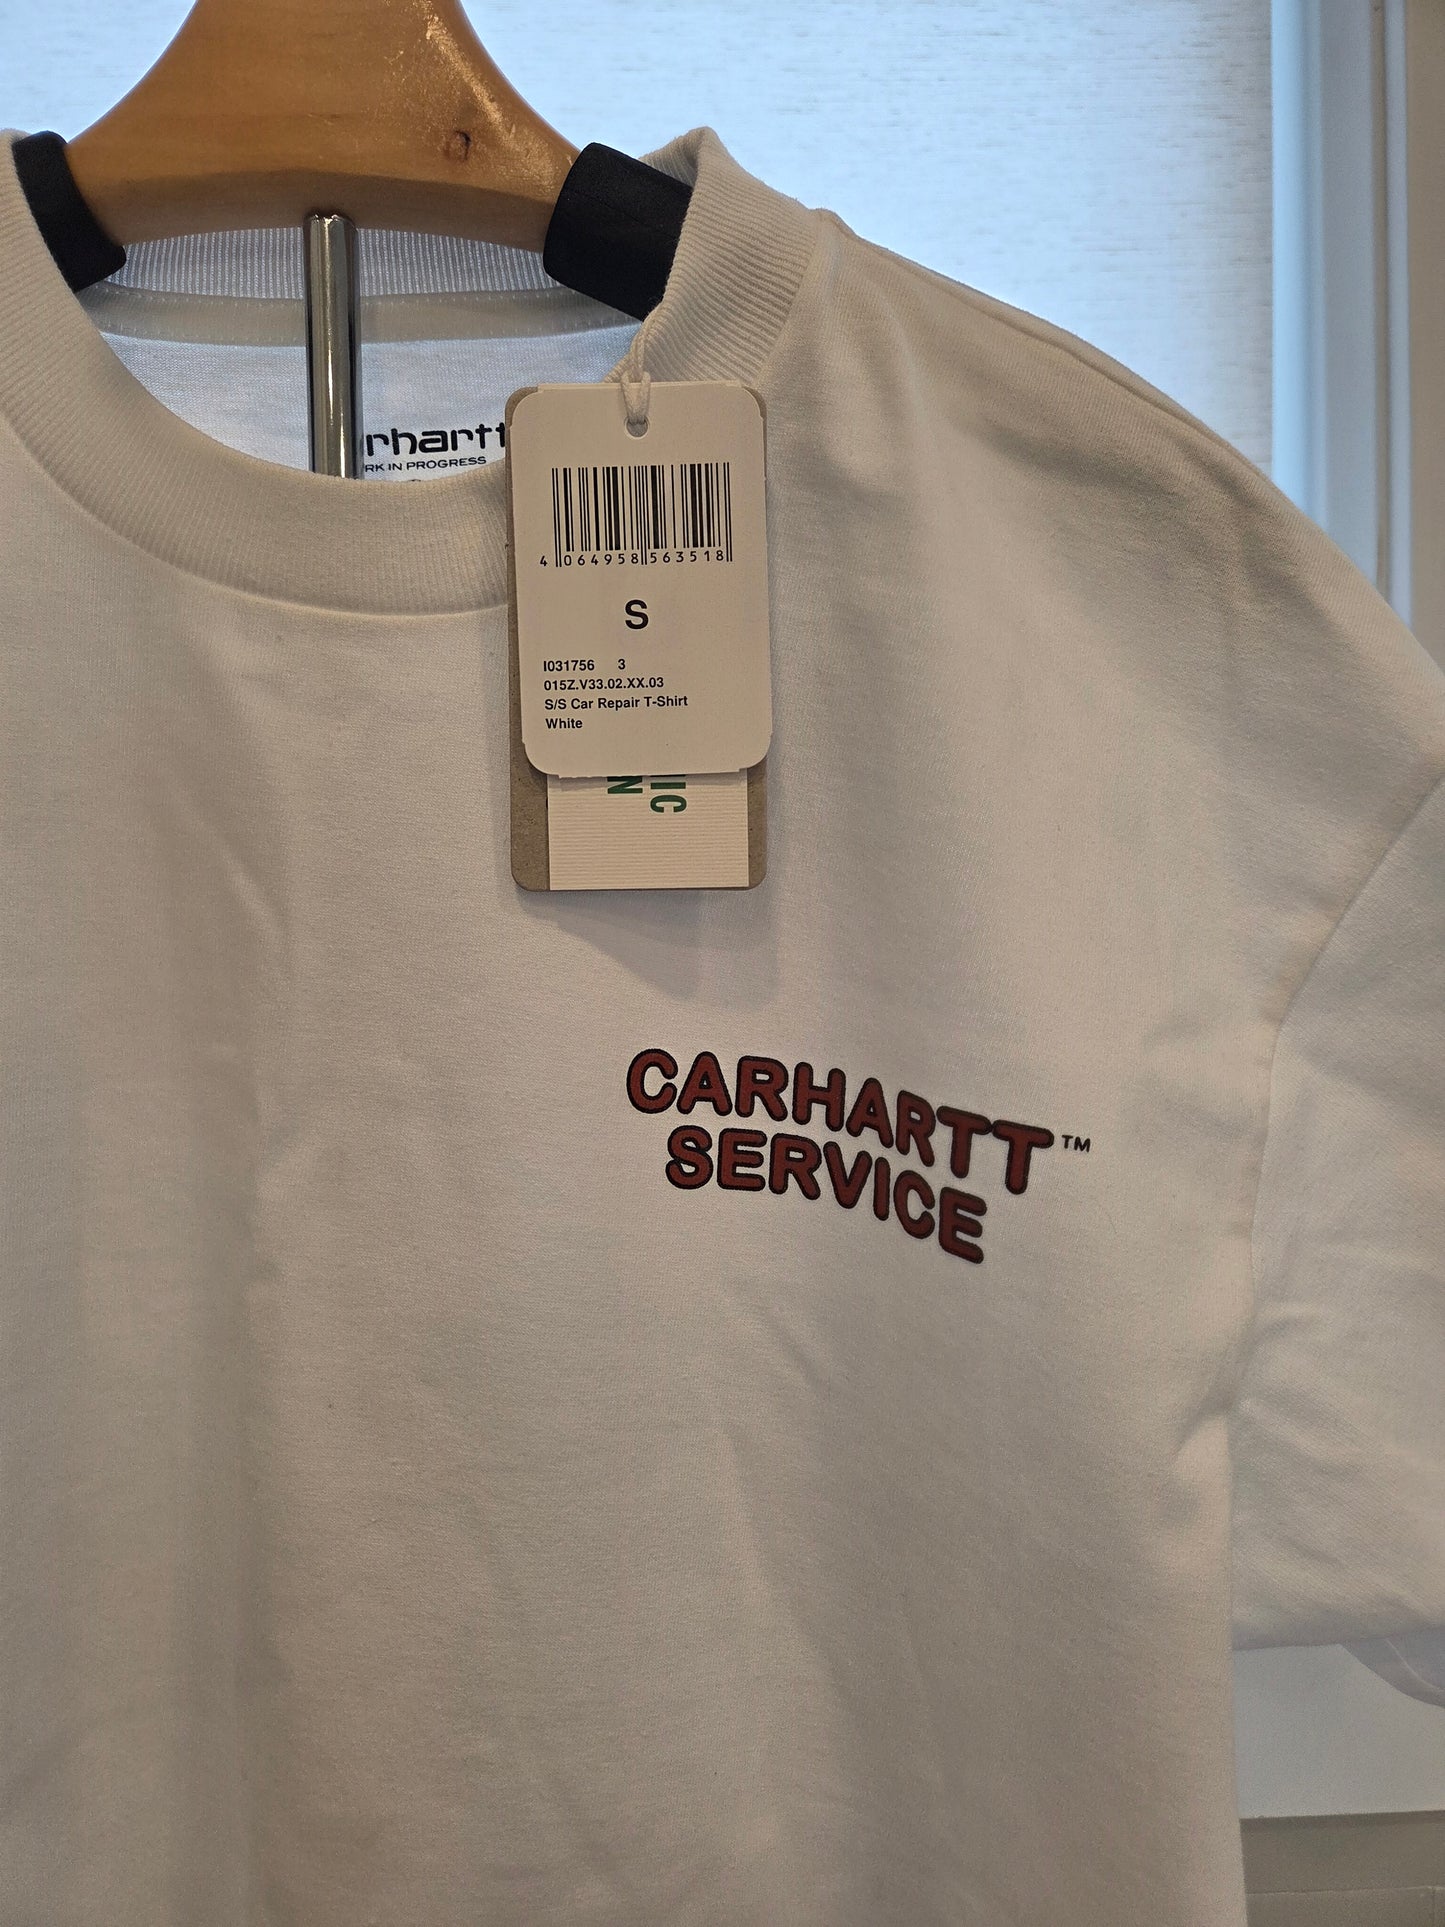 rhartt
RK IN PROGRESS
4 064958 563518
S
I031756 3
015Z.V33.02.XX.03
S/S Car Repair T-Shirt
White
NIC
N
CARHARTT™
SERVICE